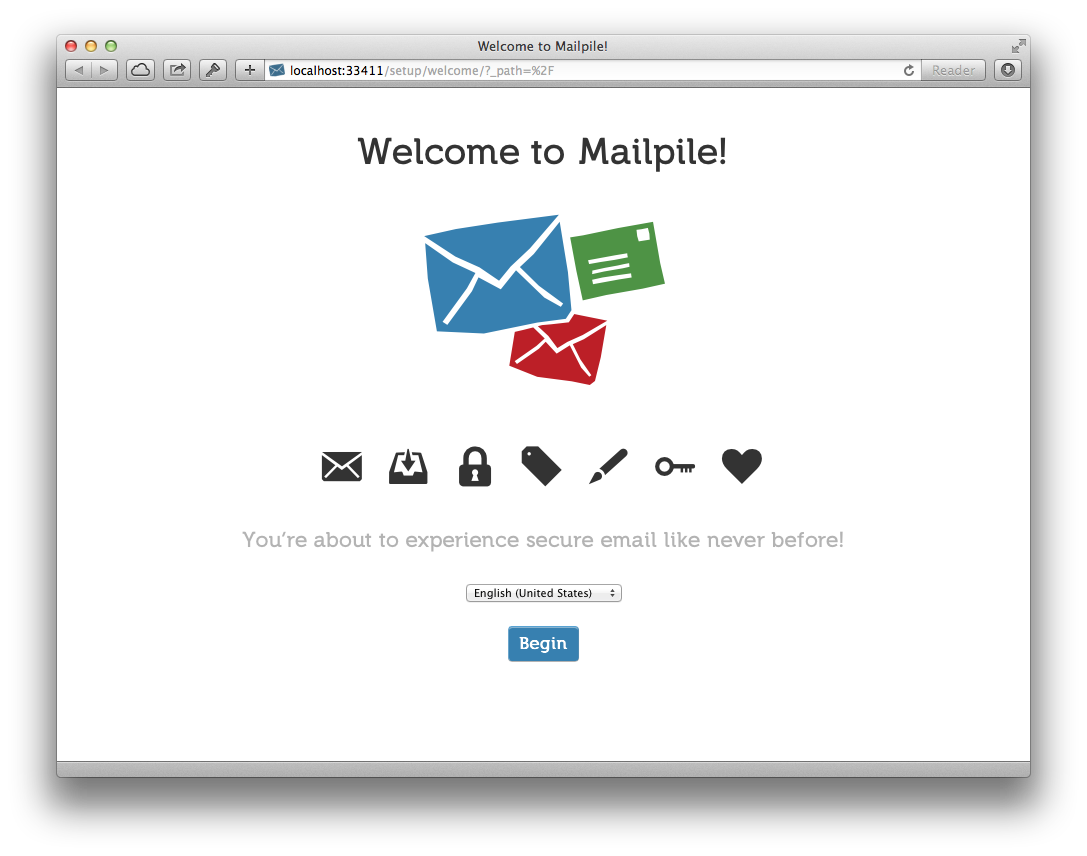 Welcome to Mailpile!
localhost:33411/setup/welcome/?_path=%2F
Reader
Welcome to Mailpile!
You’re about to experience secure email like never before!
English (United States)
Begin